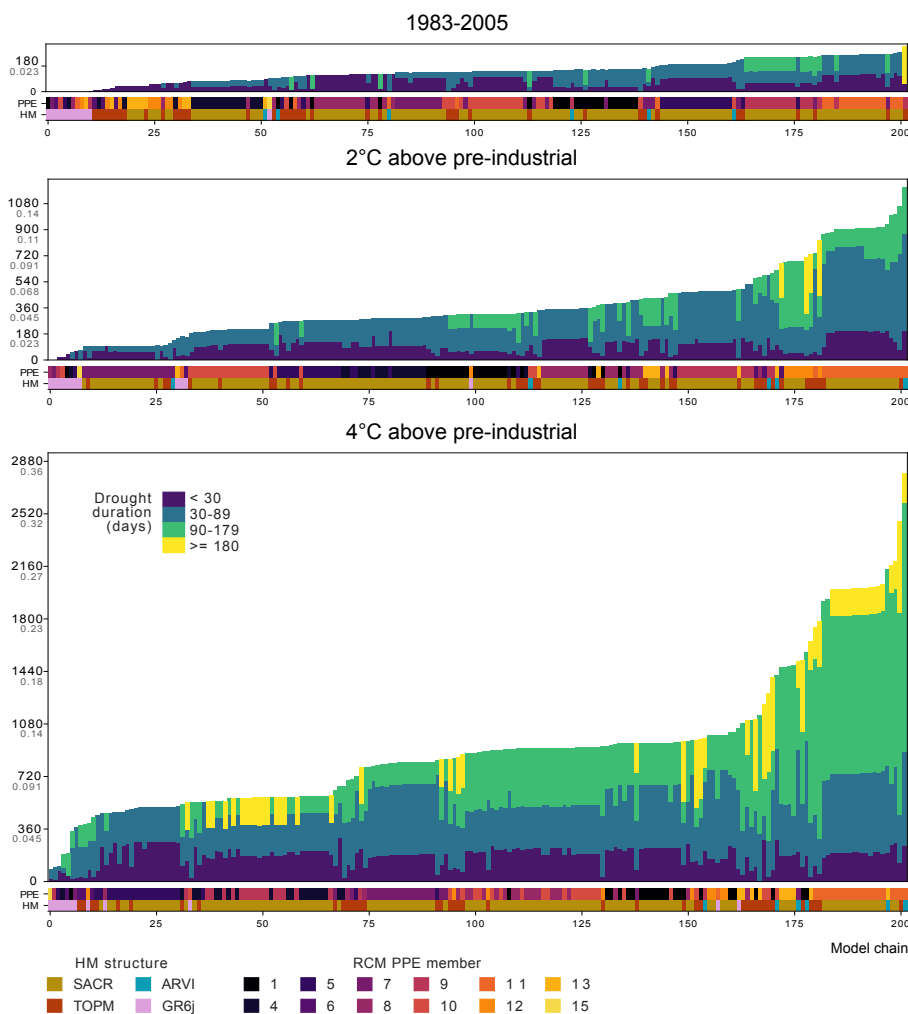 1983-2005
180
0.023
0
PPE
HM
0 25 50 75 100 125 150 175 200
2°C above pre-industrial
1080
0.14
900
0.11
720
0.091
540
0.068
360
0.045
180
0.023
0
PPE
HM
0 25 50 75 100 125 150 175 200
4°C above pre-industrial
2880
0.36
2520
0.32
2160
0.27
1800
0.23
1440
0.18
1080
0.14
720
0.091
360
0.045
0
Drought duration (days)
< 30
30-89
90-179
>= 180
PPE
HM
0 25 50 75 100 125 150 175 200
Model chain
HM structure RCM PPE member
SACR ARVI 1 5 7 9 11 13
TOPM GR6j 4 6 8 10 12 15